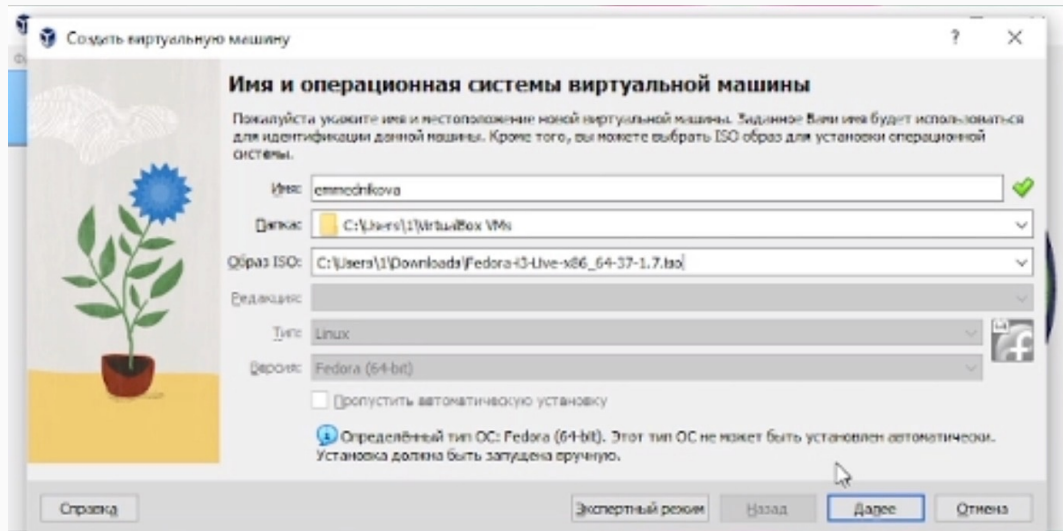 Создать виртуальную машину
?
Имя и операционная системы виртуальной машины
Пожалуйста укажите имя и местоположение новой виртуальной машины. Заданное Вами имя будет использоваться
для идентификации данной машины. Кроме того, вы можете выбрать ISO образ для установки операционной
системы.
Имя: emmednikova
Папка: C:\Users\1\VirtualBox VMs
Образ ISO: C:\Users\1\Downloads\Fedora-i3-Live-x86_64-37-1.7.iso
Редакция:
Тип: Linux
Версия: Fedora (64-bit)
Пропустить автоматическую установку
Определённый тип ОС: Fedora (64-bit). Этот тип ОС не может быть установлен автоматически.
Установка должна быть запущена вручную.
Справка Экспертный режим Назад Далее Отмена